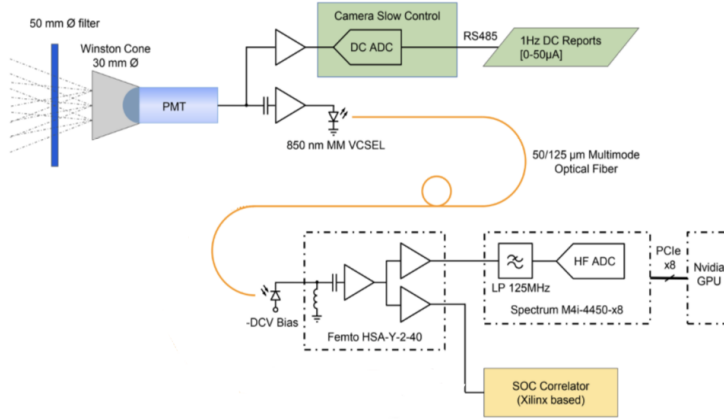 50 mm Ø filter
Winston Cone
30 mm Ø
PMT
Camera Slow Control
DC ADC
RS485
1Hz DC Reports
[0-50µA]
850 nm MM VCSEL
50/125 µm Multimode
Optical Fiber
-DCV Bias
Femto HSA-Y-2-40
LP 125MHz
HF ADC
Spectrum M4i-4450-x8
PCIe
x8
Nvidia
GPU
SOC Correlator
(Xilinx based)